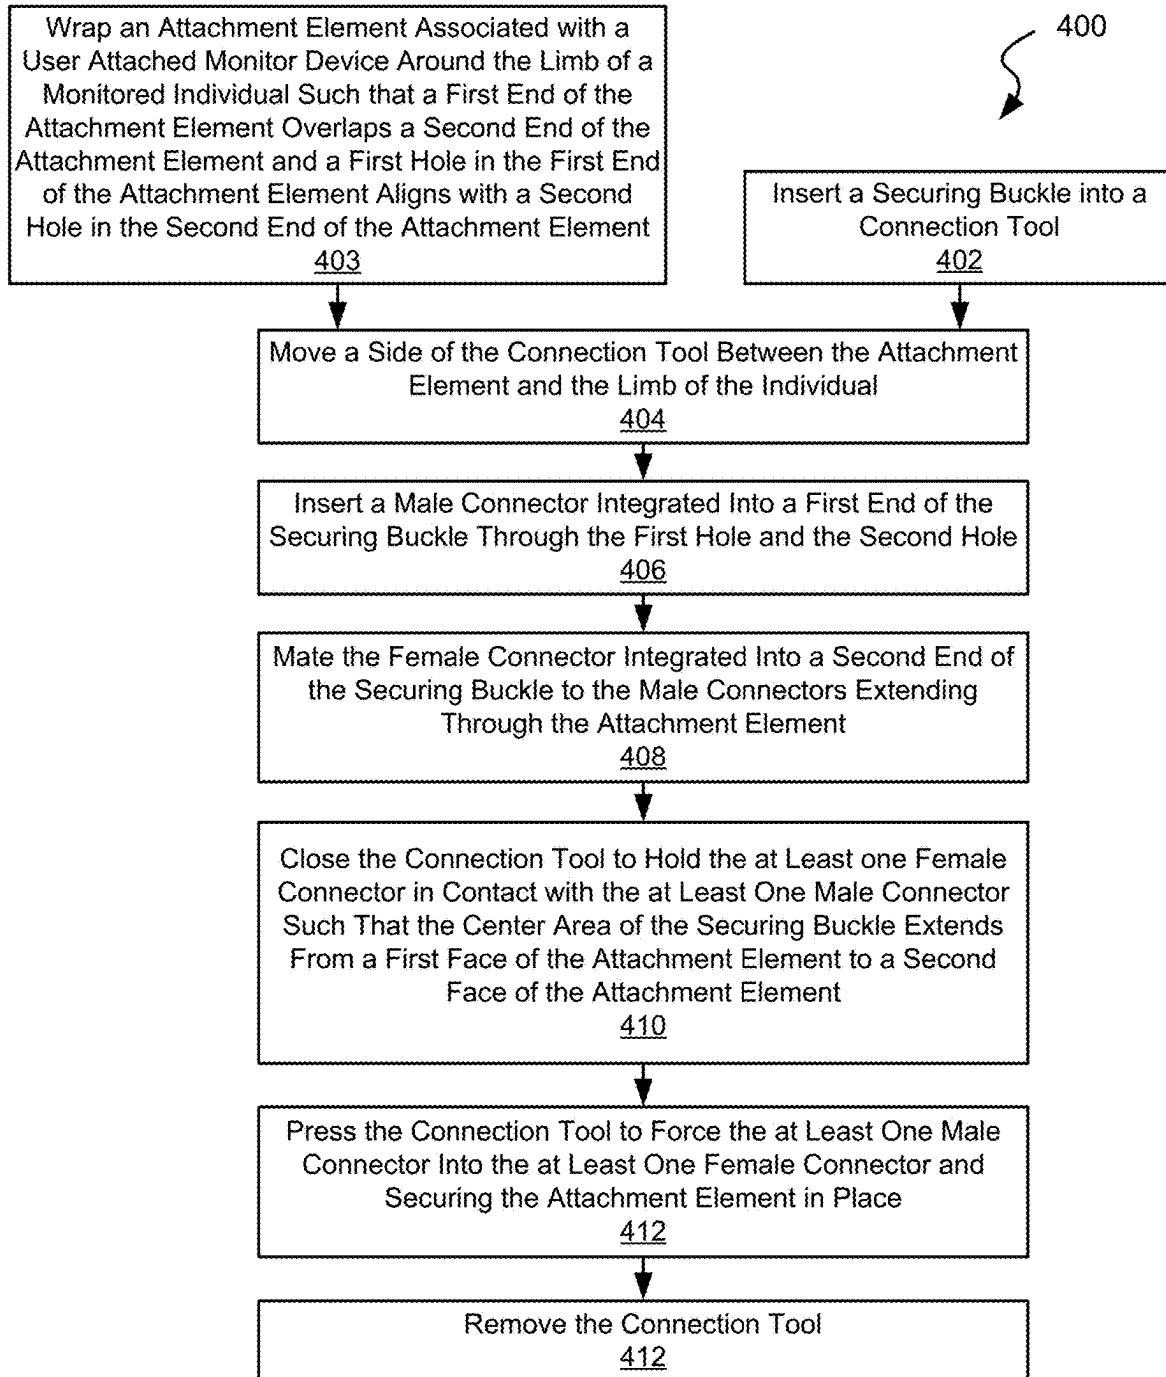 Wrap an Attachment Element Associated with a
User Attached Monitor Device Around the Limb of a
Monitored Individual Such that a First End of the
Attachment Element Overlaps a Second End of the
Attachment Element and a First Hole in the First End
of the Attachment Element Aligns with a Second
Hole in the Second End of the Attachment Element
403
400
Insert a Securing Buckle into a
Connection Tool
402
Move a Side of the Connection Tool Between the Attachment
Element and the Limb of the Individual
404
Insert a Male Connector Integrated Into a First End of the
Securing Buckle Through the First Hole and the Second Hole
406
Mate the Female Connector Integrated Into a Second End of
the Securing Buckle to the Male Connectors Extending
Through the Attachment Element
408
Close the Connection Tool to Hold the at Least one Female
Connector in Contact with the at Least One Male Connector
Such That the Center Area of the Securing Buckle Extends
From a First Face of the Attachment Element to a Second
Face of the Attachment Element
410
Press the Connection Tool to Force the at Least One Male
Connector Into the at Least One Female Connector and
Securing the Attachment Element in Place
412
Remove the Connection Tool
412